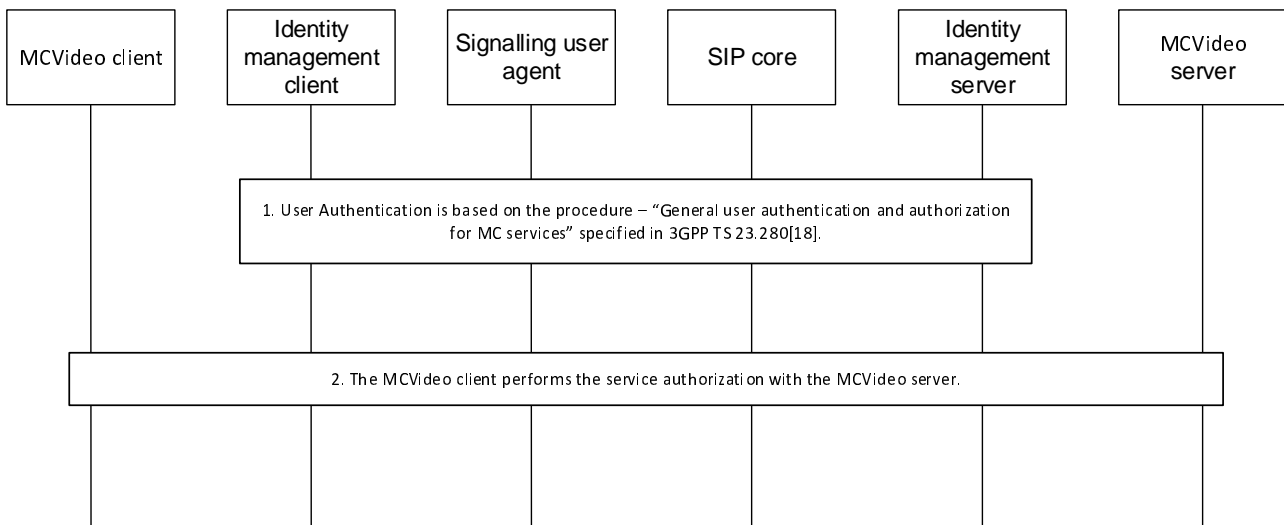 MCVideo client
Identity
management
client
Signalling user
agent
SIP core
Identity
management
server
MCVideo
server
1. User Authentication is based on the procedure – “General user authentication and authorization
for MC services” specified in 3GPP TS 23.280[18].
2. The MCVideo client performs the service authorization with the MCVideo server.